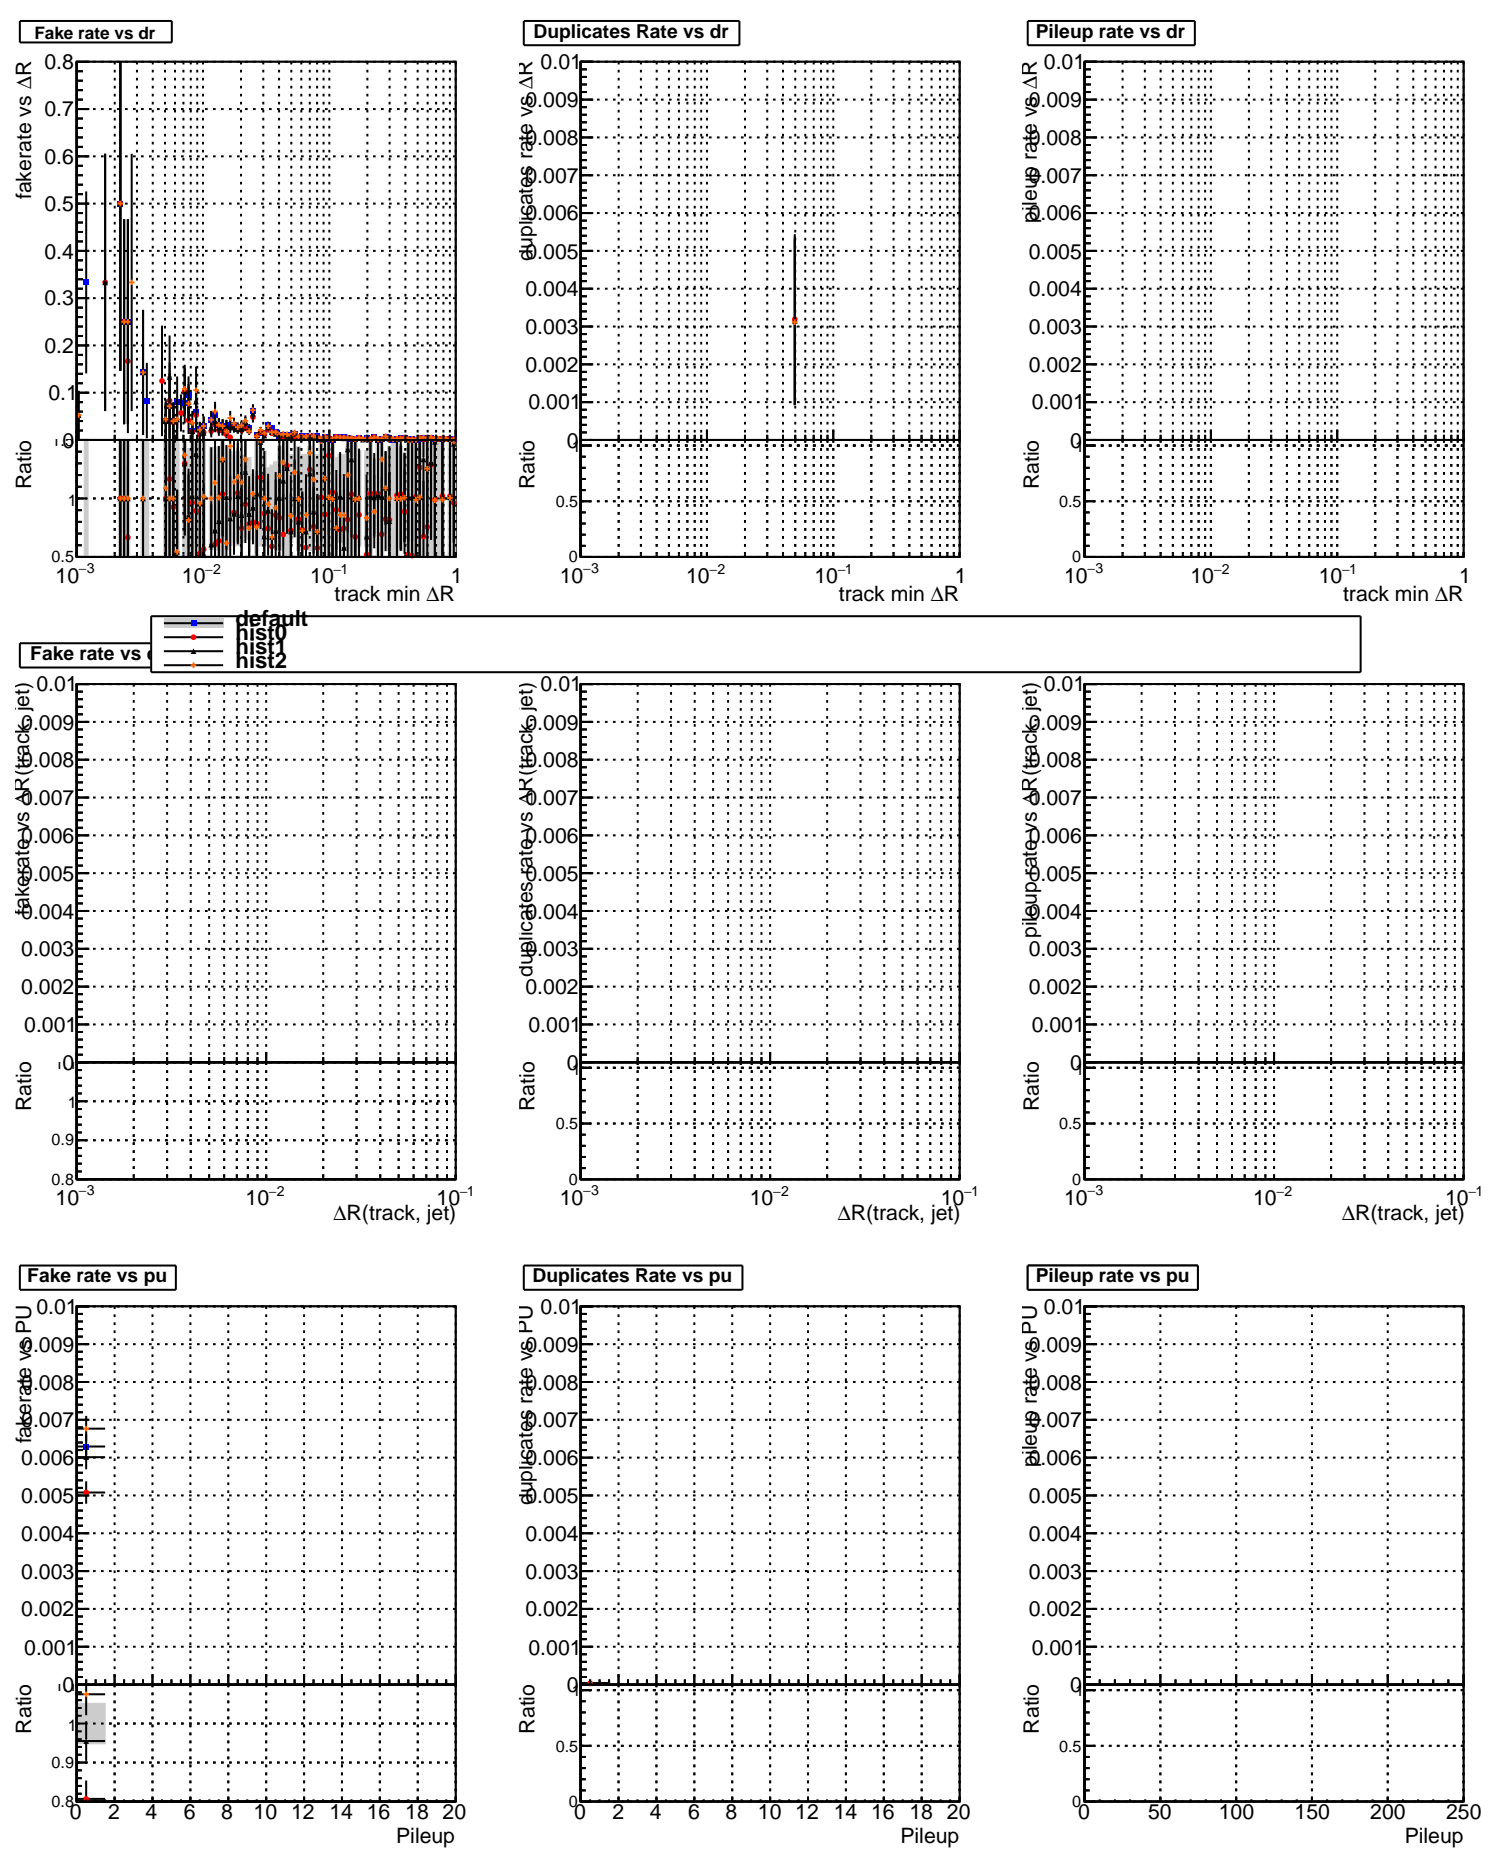 Fake rate vs dr
fakerate vs ΔR
0.8
0.7
0.6
0.5
0.4
0.3
0.2
0.1
0
Ratio
1
0.5
10⁻³ 10⁻² 10⁻¹ 1
track min ΔR
Duplicates Rate vs dr
duplicates rate vs ΔR
0.01
0.009
0.008
0.007
0.006
0.005
0.004
0.003
0.002
0.001
0
Ratio
1
0.5
0
10⁻³ 10⁻² 10⁻¹ 1
track min ΔR
Pileup rate vs dr
pileup rate vs ΔR
0.01
0.009
0.008
0.007
0.006
0.005
0.004
0.003
0.002
0.001
0
Ratio
1
0.5
0
10⁻³ 10⁻² 10⁻¹ 1
track min ΔR
default
hist0
hist1
hist2
Fake rate vs
fakerate vs ΔR(track, jet)
0.01
0.009
0.008
0.007
0.006
0.005
0.004
0.003
0.002
0.001
0
Ratio
1
0.9
0.8
10⁻³ 10⁻² 10⁻¹
ΔR(track, jet)
duplicates rate vs ΔR(track, jet)
0.01
0.009
0.008
0.007
0.006
0.005
0.004
0.003
0.002
0.001
0
Ratio
1
0.5
0
10⁻³ 10⁻² 10⁻¹
ΔR(track, jet)
pileup rate vs ΔR(track, jet)
0.01
0.009
0.008
0.007
0.006
0.005
0.004
0.003
0.002
0.001
0
Ratio
1
0.5
0
10⁻³ 10⁻² 10⁻¹
ΔR(track, jet)
Fake rate vs pu
fakerate vs PU
0.01
0.009
0.008
0.007
0.006
0.005
0.004
0.003
0.002
0.001
0
Ratio
1
0.9
0.8
0 2 4 6 8 10 12 14 16 18 20
Pileup
Duplicates Rate vs pu
duplicates rate vs PU
0.01
0.009
0.008
0.007
0.006
0.005
0.004
0.003
0.002
0.001
0
Ratio
1
0.5
0
0 2 4 6 8 10 12 14 16 18 20
Pileup
Pileup rate vs pu
pileup rate vs PU
0.01
0.009
0.008
0.007
0.006
0.005
0.004
0.003
0.002
0.001
0
Ratio
1
0.5
0
0 50 100 150 200 250
Pileup